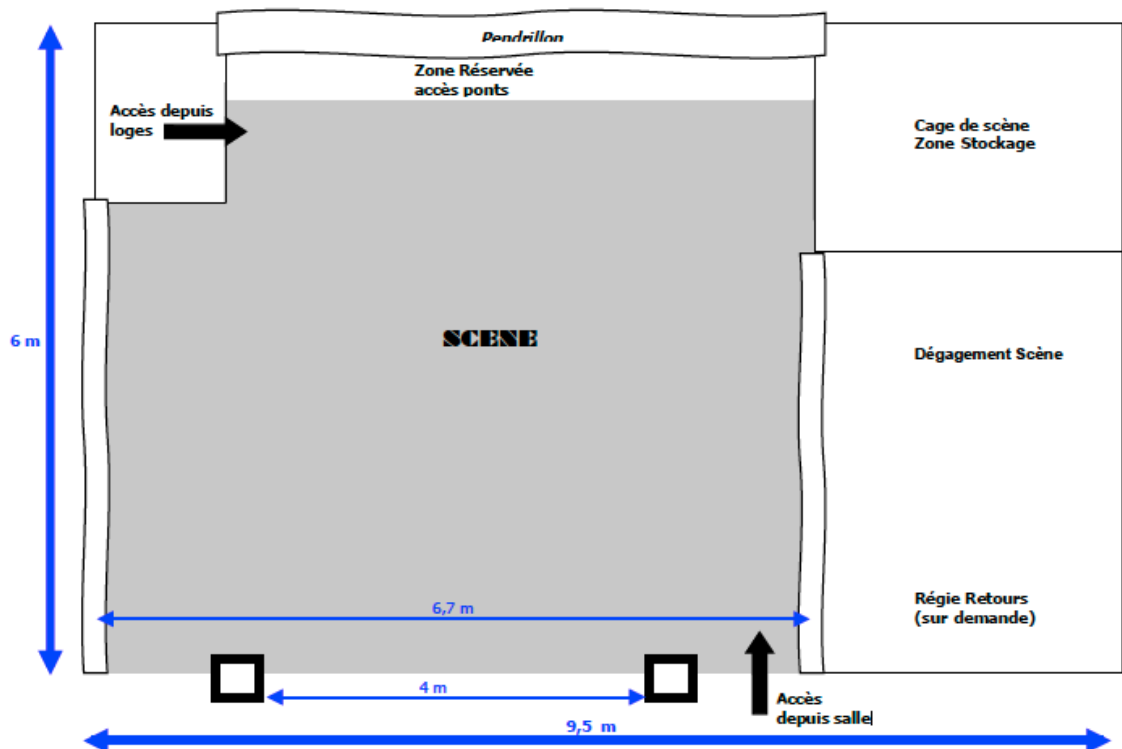 Pendrillon
Zone Réservée
accès ponts
Accès depuis
loges
Cage de scène
Zone Stockage
6 m
SCENE
Dégagement Scène
6,7 m
Régie Retours
(sur demande)
4 m
Accès
depuis salle
9,5 m